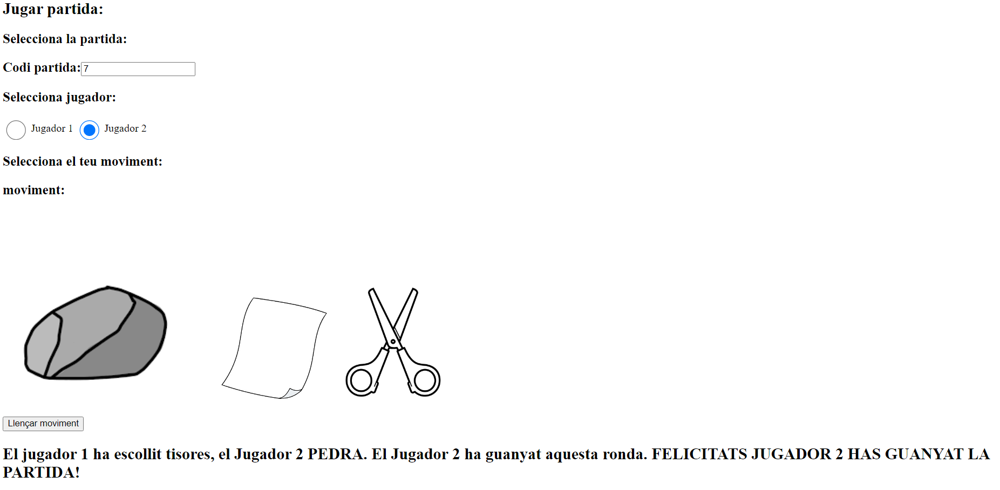 Jugar partida:
Selecciona la partida:
Codi partida: 7
Selecciona jugador:
Jugador 1 Jugador 2
Selecciona el teu moviment:
moviment:
Llençar moviment
El jugador 1 ha escollit tisores, el Jugador 2 PEDRA. El Jugador 2 ha guanyat aquesta ronda. FELICITATS JUGADOR 2 HAS GUANYAT LA
PARTIDA!